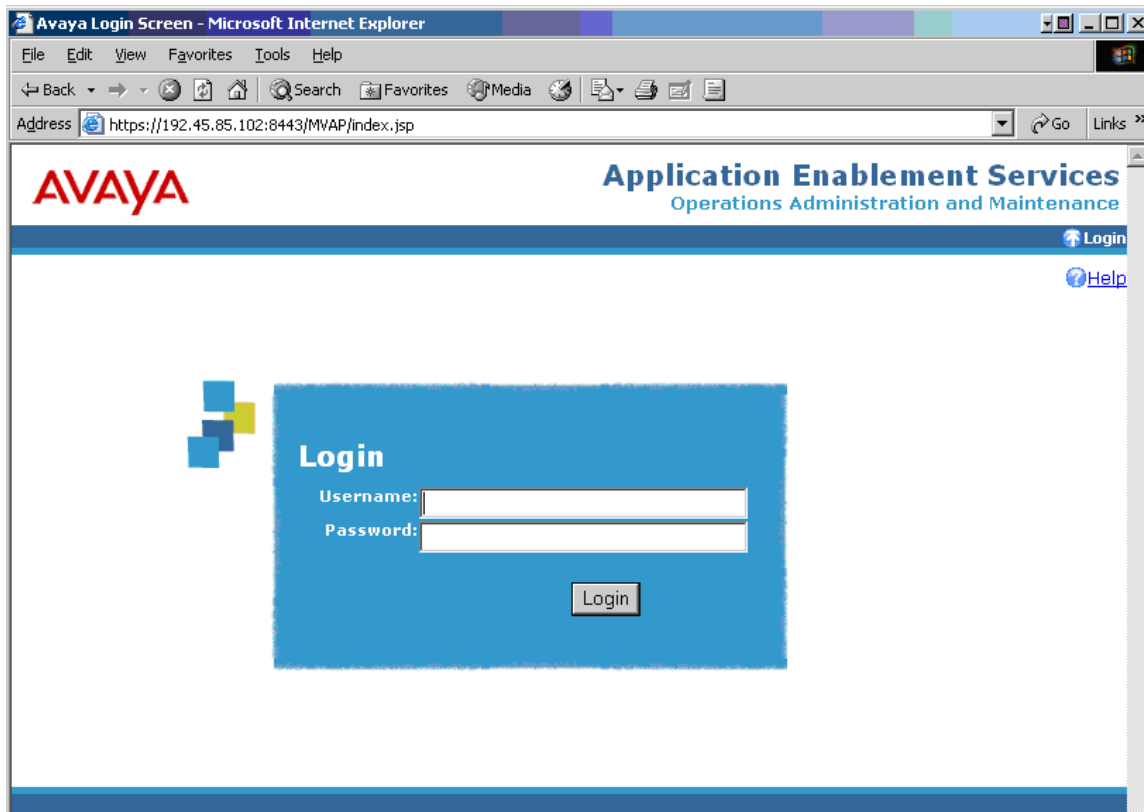 Avaya Login Screen - Microsoft Internet Explorer
File Edit View Favorites Tools Help
Back Search Favorites Media
Address https://192.45.85.102:8443/MVAP/index.jsp Go Links »
AVAYA
Application Enablement Services
Operations Administration and Maintenance
Login
Help
Login
Username:
Password:
Login